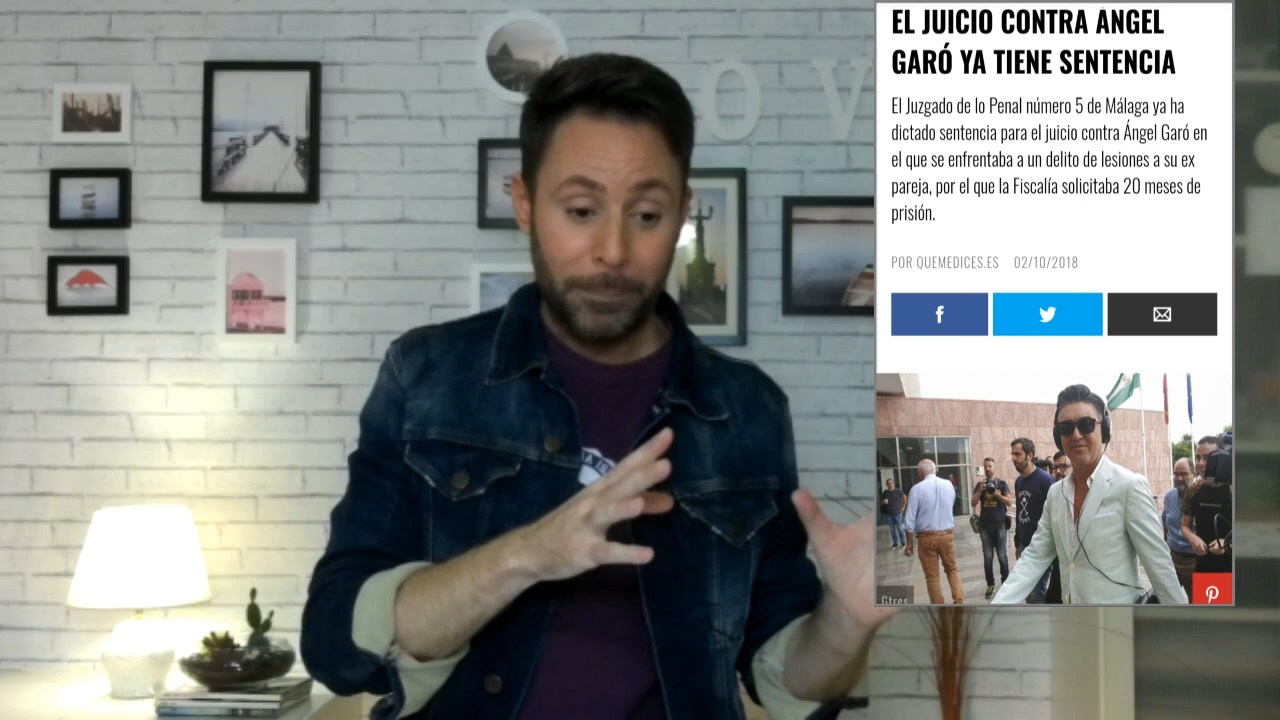 EL JUICIO CONTRA ÁNGEL
GARÓ YA TIENE SENTENCIA
El Juzgado de lo Penal número 5 de Málaga ya ha
dictado sentencia para el juicio contra Ángel Garó en
el que se enfrentaba a un delito de lesiones a su ex
pareja, por el que la Fiscalía solicitaba 20 meses de
prisión.
POR QUEMEDICES.ES 02/10/2018
Gtres
O V